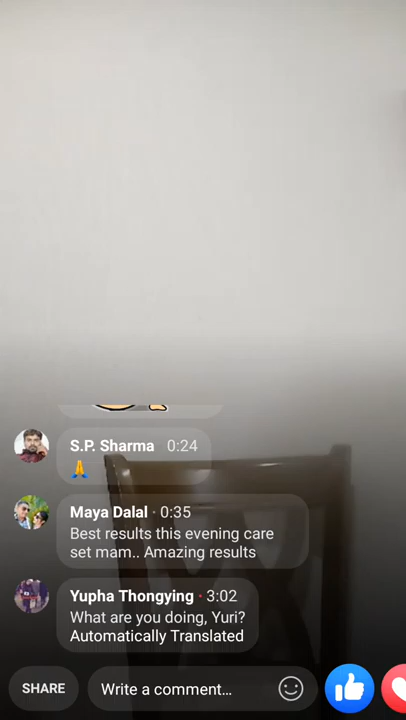 S.P. Sharma 0:24
🙏
Maya Dalal · 0:35
Best results this evening care
set mam.. Amazing results
Yupha Thongying · 3:02
What are you doing, Yuri?
Automatically Translated
SHARE
Write a comment...